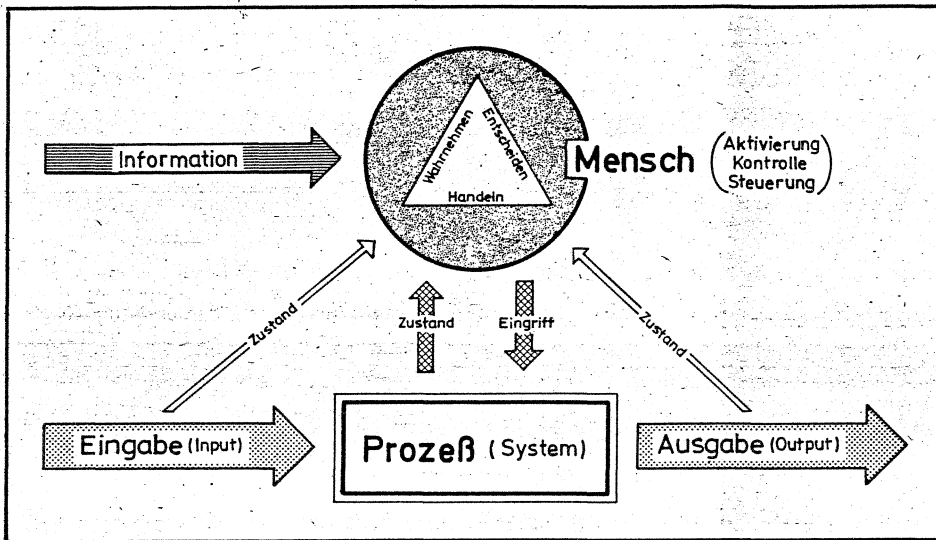 Information
Wahrnehmen
Entscheiden
Handeln
Mensch
(Aktivierung
Kontrolle
Steuerung)
Zustand
Zustand
Eingriff
Zustand
Eingabe (Input)
Prozeß (System)
Ausgabe (Output)